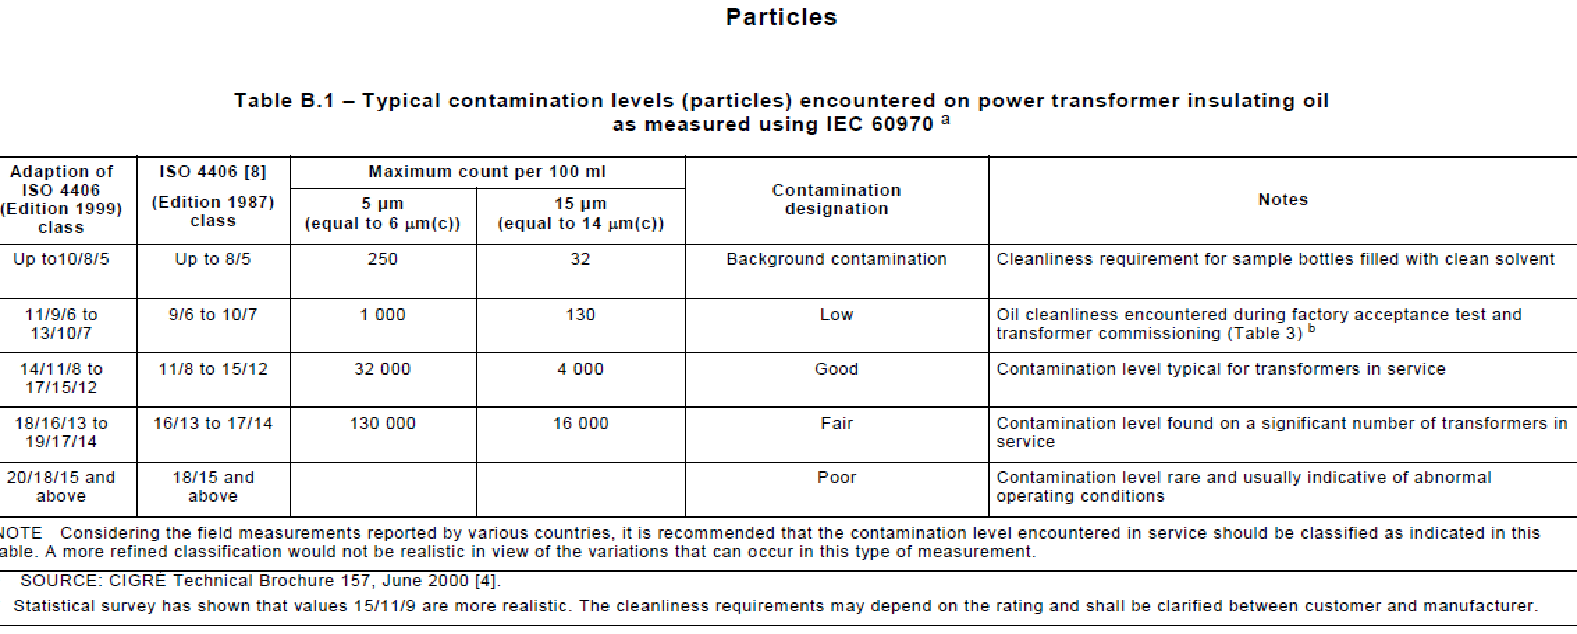 Particles
Table B.1 – Typical contamination levels (particles) encountered on power transformer insulating oil
as measured using IEC 60970 a
Adaption of
ISO 4406
(Edition 1999)
class
ISO 4406 [8]
(Edition 1987)
class
Maximum count per 100 ml
5 µm
(equal to 6 µm(c))
15 µm
(equal to 14 µm(c))
Contamination
designation
Notes
Up to10/8/5
Up to 8/5
250
32
Background contamination
Cleanliness requirement for sample bottles filled with clean solvent
11/9/6 to
13/10/7
9/6 to 10/7
1 000
130
Low
Oil cleanliness encountered during factory acceptance test and
transformer commissioning (Table 3) b
14/11/8 to
17/15/12
11/8 to 15/12
32 000
4 000
Good
Contamination level typical for transformers in service
18/16/13 to
19/17/14
16/13 to 17/14
130 000
16 000
Fair
Contamination level found on a significant number of transformers in
service
20/18/15 and
above
18/15 and
above
Poor
Contamination level rare and usually indicative of abnormal
operating conditions
NOTE Considering the field measurements reported by various countries, it is recommended that the contamination level encountered in service should be classified as indicated in this
table. A more refined classification would not be realistic in view of the variations that can occur in this type of measurement.
SOURCE: CIGRÉ Technical Brochure 157, June 2000 [4].
Statistical survey has shown that values 15/11/9 are more realistic. The cleanliness requirements may depend on the rating and shall be clarified between customer and manufacturer.